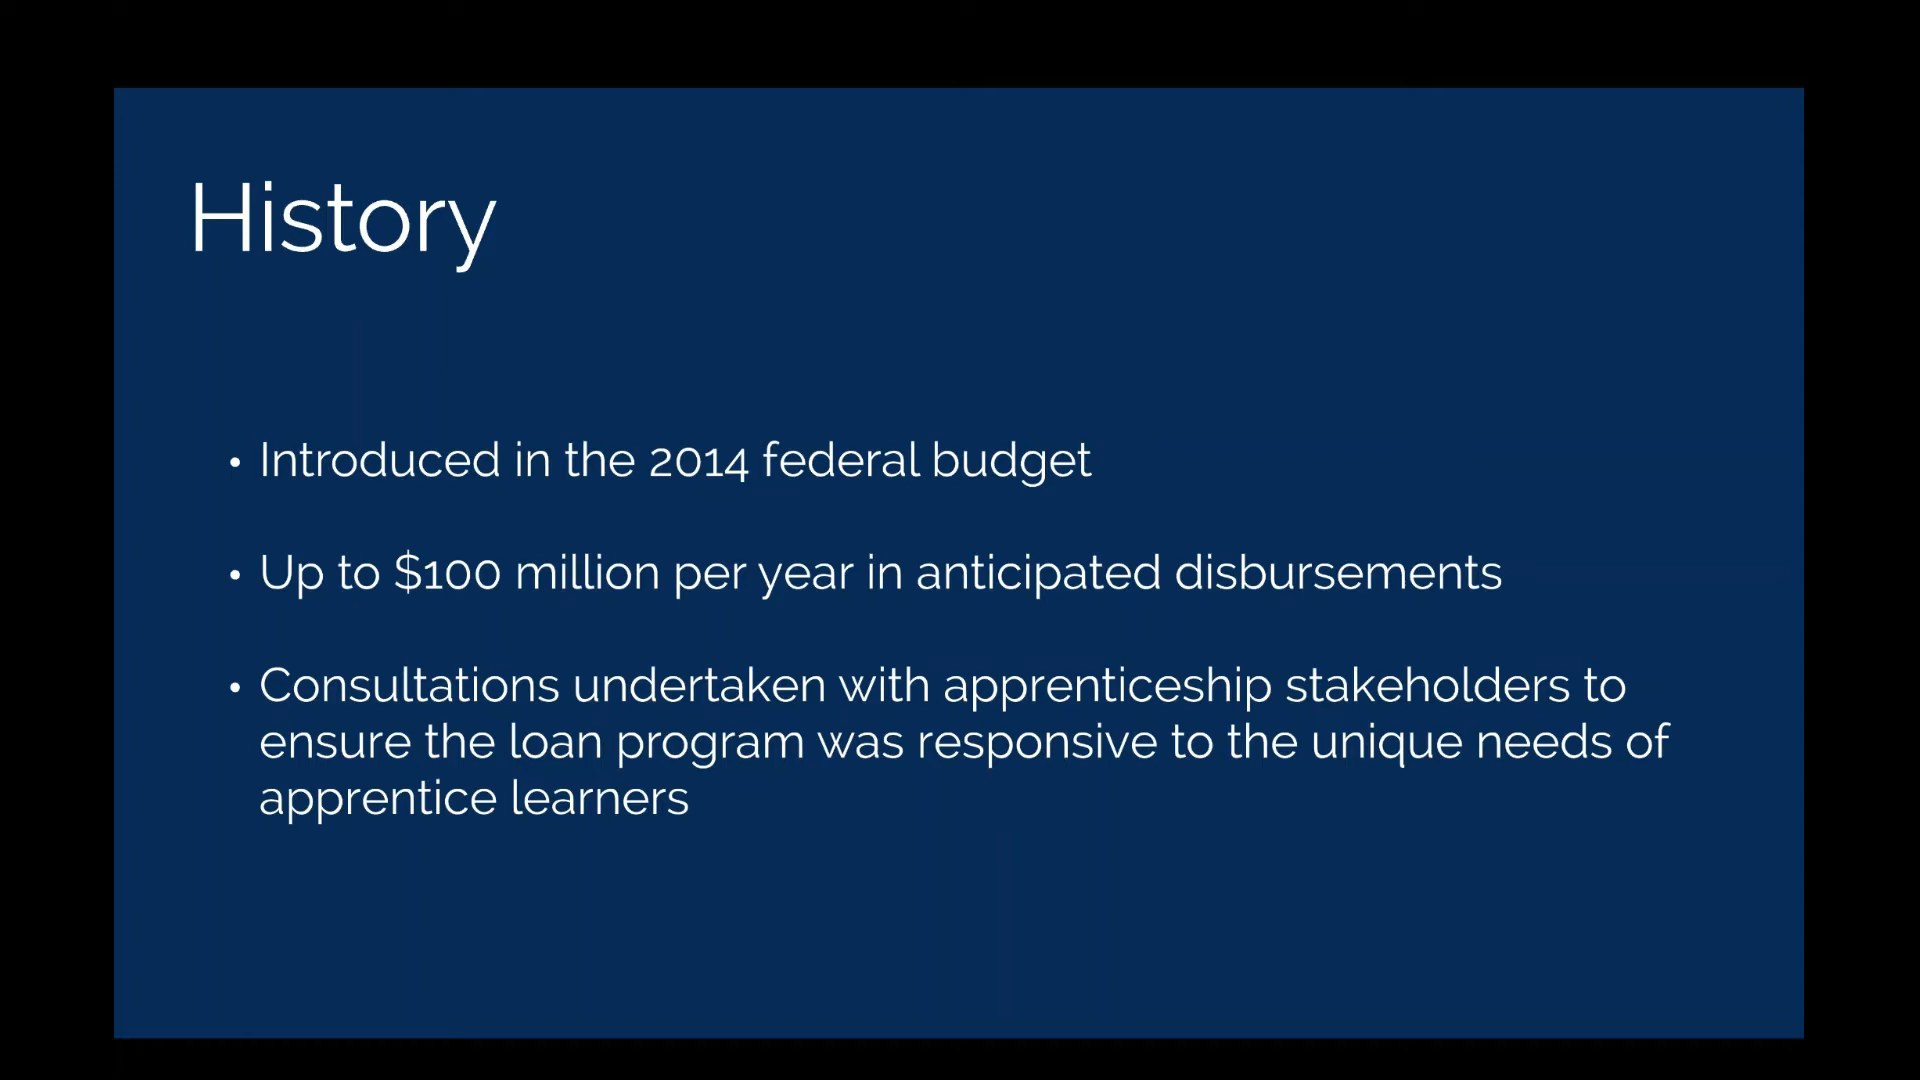 History
• Introduced in the 2014 federal budget
• Up to $100 million per year in anticipated disbursements
• Consultations undertaken with apprenticeship stakeholders to
ensure the loan program was responsive to the unique needs of
apprentice learners